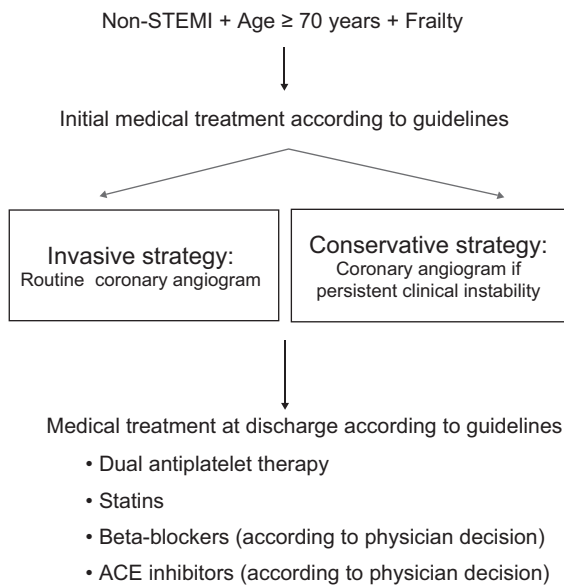 Non-STEMI + Age ≥ 70 years + Frailty
Initial medical treatment according to guidelines
Invasive strategy:
Routine coronary angiogram
Conservative strategy:
Coronary angiogram if
persistent clinical instability
Medical treatment at discharge according to guidelines
• Dual antiplatelet therapy
• Statins
• Beta-blockers (according to physician decision)
• ACE inhibitors (according to physician decision)